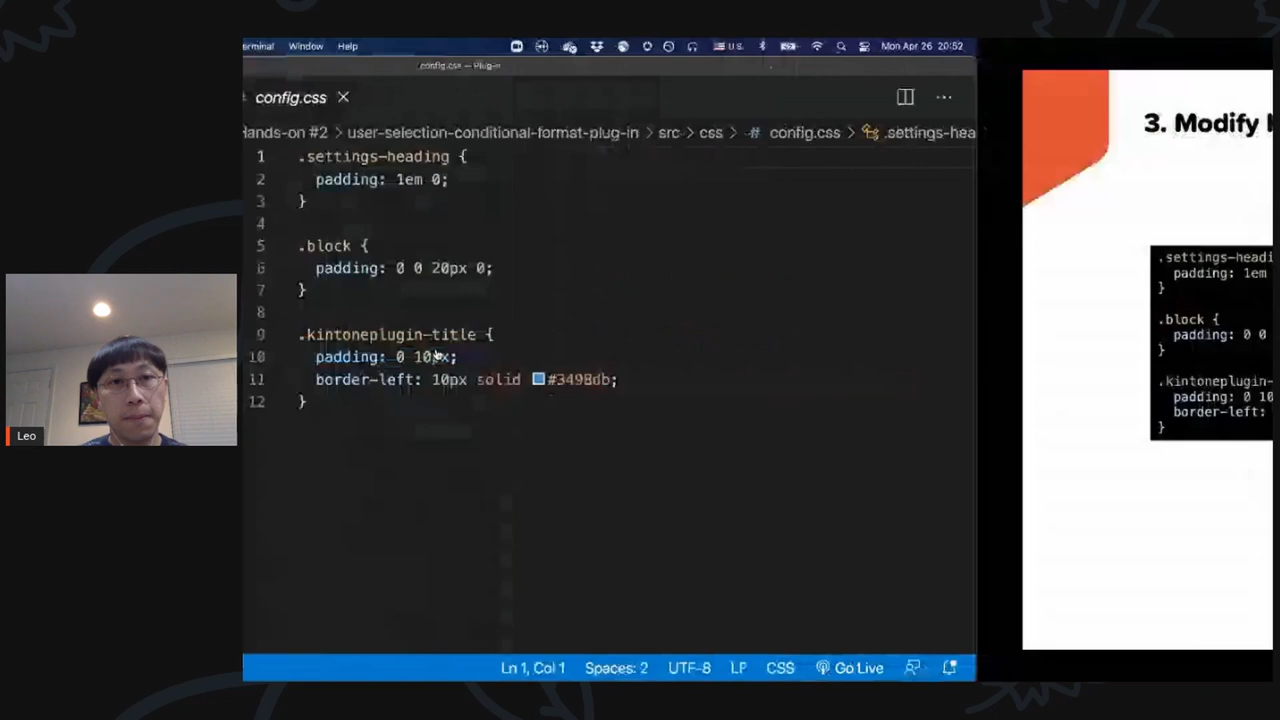 erminal Window Help U.S. Mon Apr 26 20:52
config.css — Plug-in
config.css
Hands-on #2 > user-selection-conditional-format-plug-in > src > css > # config.css > .settings-hea
1 .settings-heading {
2 padding: 1em 0;
3 }
4
5 .block {
6 padding: 0 0 20px 0;
7 }
8
9 .kintoneplugin-title {
10 padding: 0 10px;
11 border-left: 10px solid #3498db;
12 }
Ln 1, Col 1 Spaces: 2 UTF-8 LF CSS Go Live
Leo
3. Modify
.settings-headi
padding: 1em
}
.block {
padding: 0 0
}
.kintoneplugin-
padding: 0 10
border-left:
}